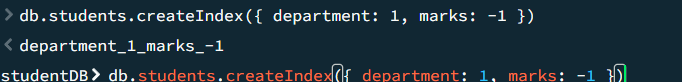 > db.students.createIndex({ department: 1, marks: -1 })
< department_1_marks_-1
studentDB> db.students.createIndex({ department: 1, marks: -1 })